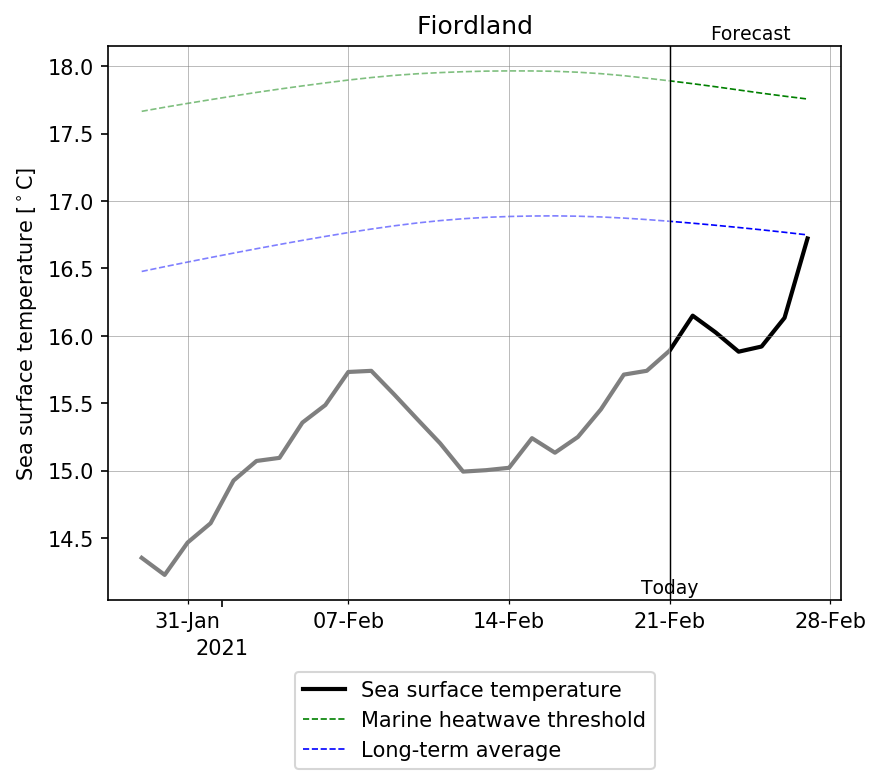 Fiordland
Forecast
18.0
17.5
17.0
16.5
16.0
15.5
15.0
14.5
Sea surface temperature [°C]
Today
31-Jan 07-Feb 14-Feb 21-Feb 28-Feb
2021
Sea surface temperature
Marine heatwave threshold
Long-term average